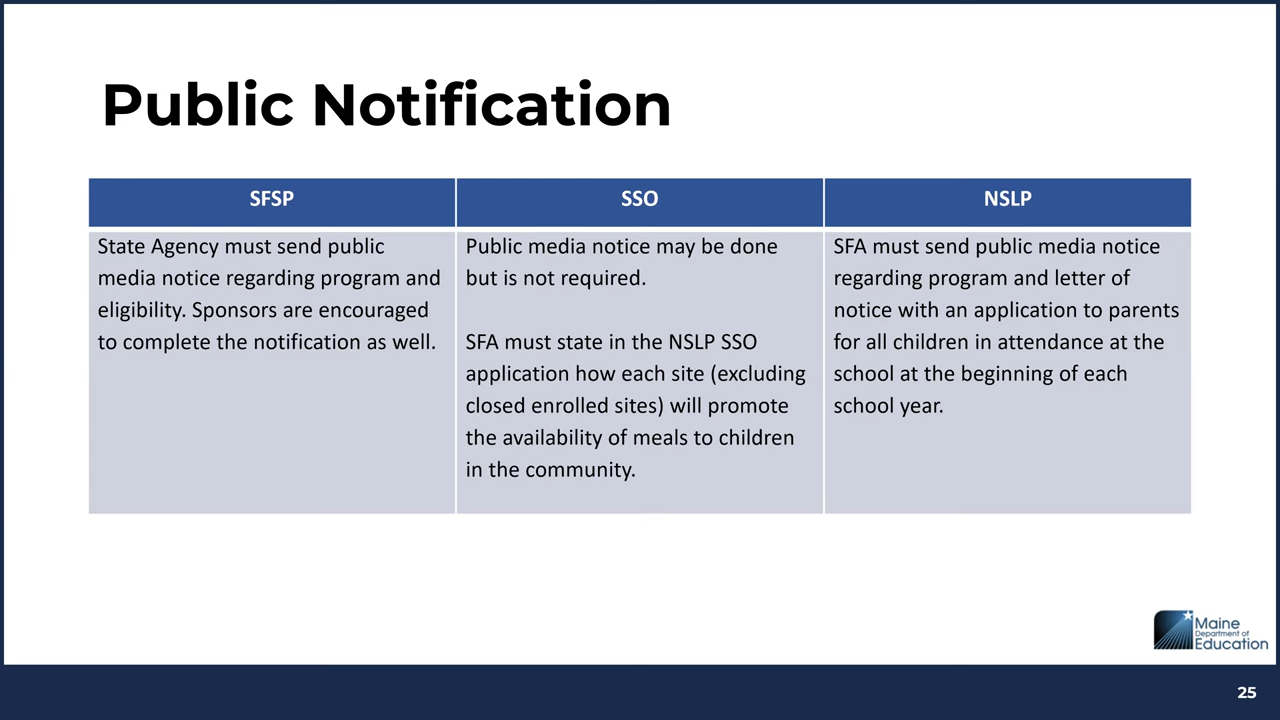 Public Notification
SFSP
SSO
NSLP
State Agency must send public
media notice regarding program and
eligibility. Sponsors are encouraged
to complete the notification as well.
Public media notice may be done
but is not required.
SFA must state in the NSLP SSO
application how each site (excluding
closed enrolled sites) will promote
the availability of meals to children
in the community.
SFA must send public media notice
regarding program and letter of
notice with an application to parents
for all children in attendance at the
school at the beginning of each
school year.
Maine
Department of
Education
25